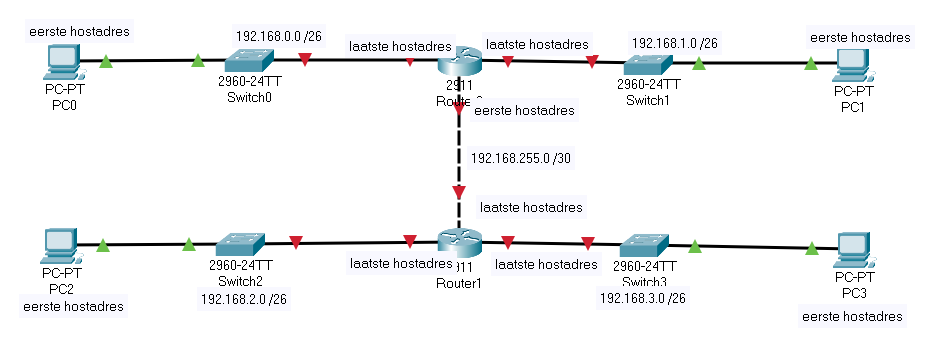 eerste hostadres
192.168.0.0 /26
laatste hostadres
laatste hostadres
192.168.1.0 /26
eerste hostadres
PC-PT
PC0
2960-24TT
Switch0
2911
2960-24TT
Switch1
PC-PT
PC1
eerste hostadres
192.168.255.0 /30
laatste hostadres
PC-PT
PC2
eerste hostadres
2960-24TT
Switch2
192.168.2.0 /26
laatste hostadres
Router1
laatste hostadres
2960-24TT
Switch3
192.168.3.0 /26
PC-PT
PC3
eerste hostadres